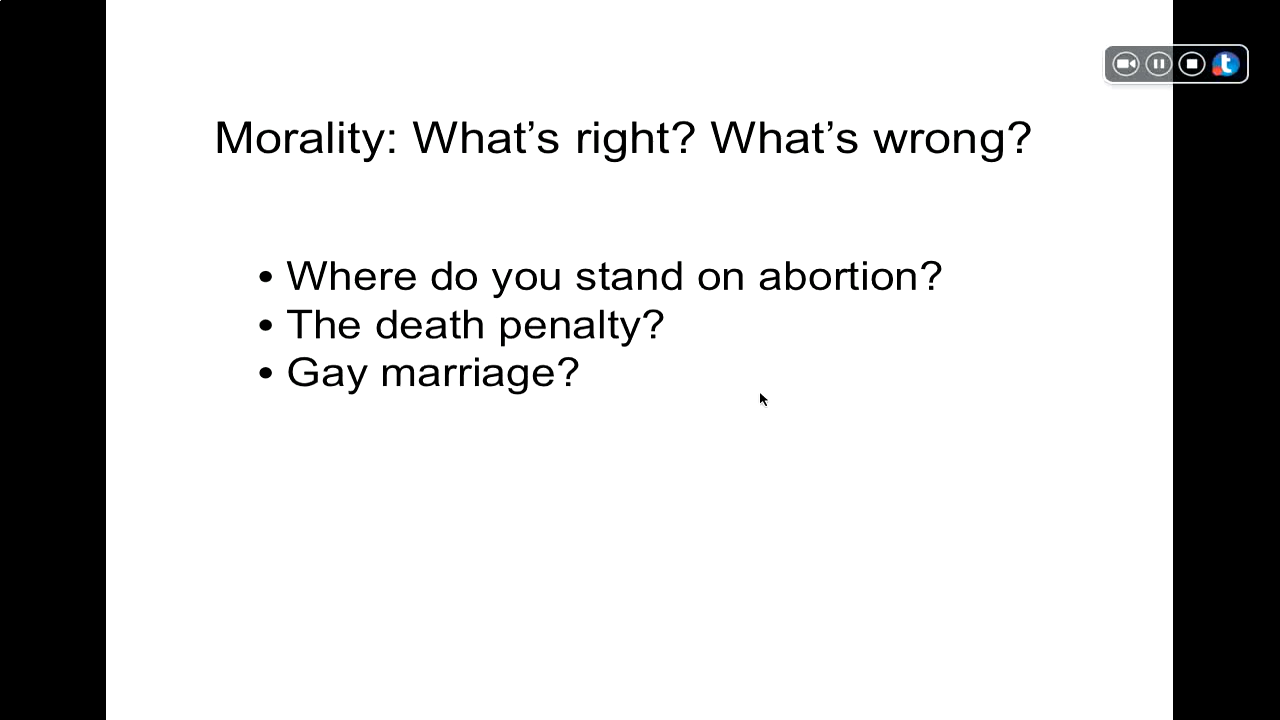 Morality: What’s right? What’s wrong?
• Where do you stand on abortion?
• The death penalty?
• Gay marriage?
t